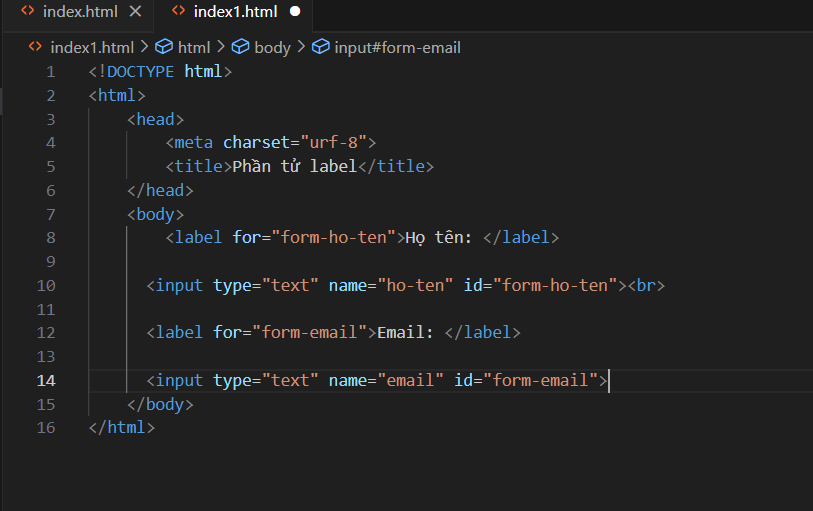 index.html
index1.html
index1.html > html > body > input#form-email
1 <!DOCTYPE html>
2 <html>
3 <head>
4 <meta charset="urf-8">
5 <title>Phần tử label</title>
6 </head>
7 <body>
8 <label for="form-ho-ten">Họ tên: </label>
9
10 <input type="text" name="ho-ten" id="form-ho-ten"><br>
11
12 <label for="form-email">Email: </label>
13
14 <input type="text" name="email" id="form-email">
15 </body>
16 </html>